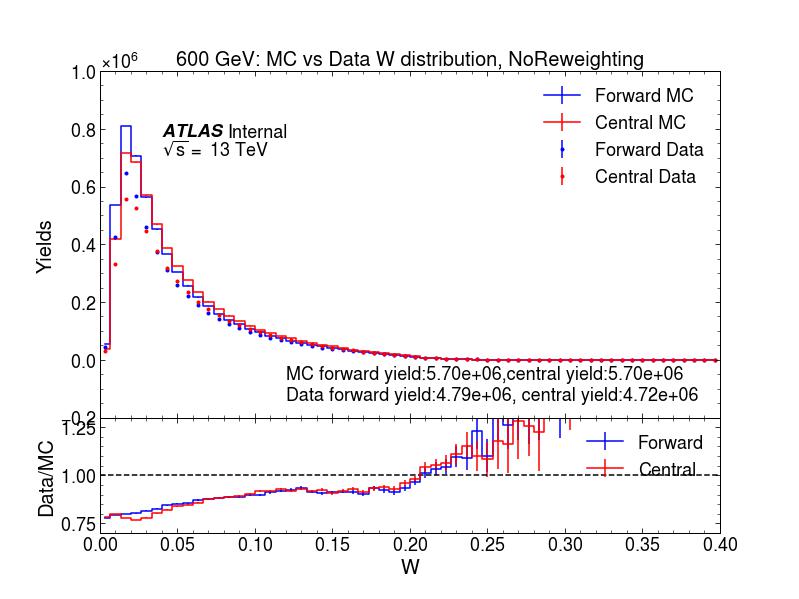 ×10⁶
600 GeV: MC vs Data W distribution, NoReweighting
1.0
0.8
0.6
0.4
0.2
0.0
0.2
Yields
ATLAS Internal
√s = 13 TeV
Forward MC
Central MC
Forward Data
Central Data
MC forward yield:5.70e+06,central yield:5.70e+06
Data forward yield:4.79e+06, central yield:4.72e+06
1.25
1.00
0.75
Data/MC
Forward
Central
0.00 0.05 0.10 0.15 0.20 0.25 0.30 0.35 0.40
W